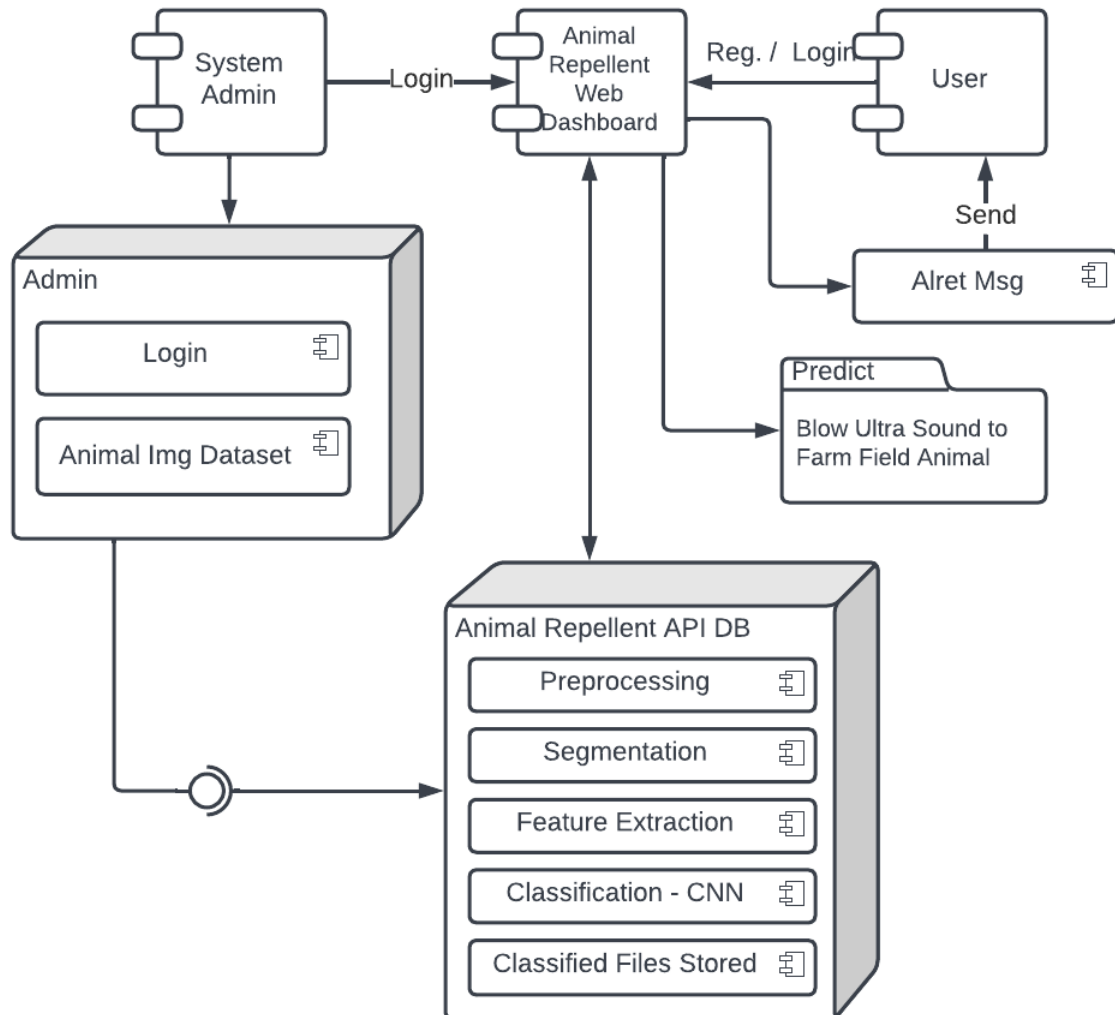 System
Admin
Login
Animal
Repellent
Web
Dashboard
Reg. / Login
User
Send
Alret Msg
Admin
Login
Animal Img Dataset
Predict
Blow Ultra Sound to
Farm Field Animal
Animal Repellent API DB
Preprocessing
Segmentation
Feature Extraction
Classification - CNN
Classified Files Stored